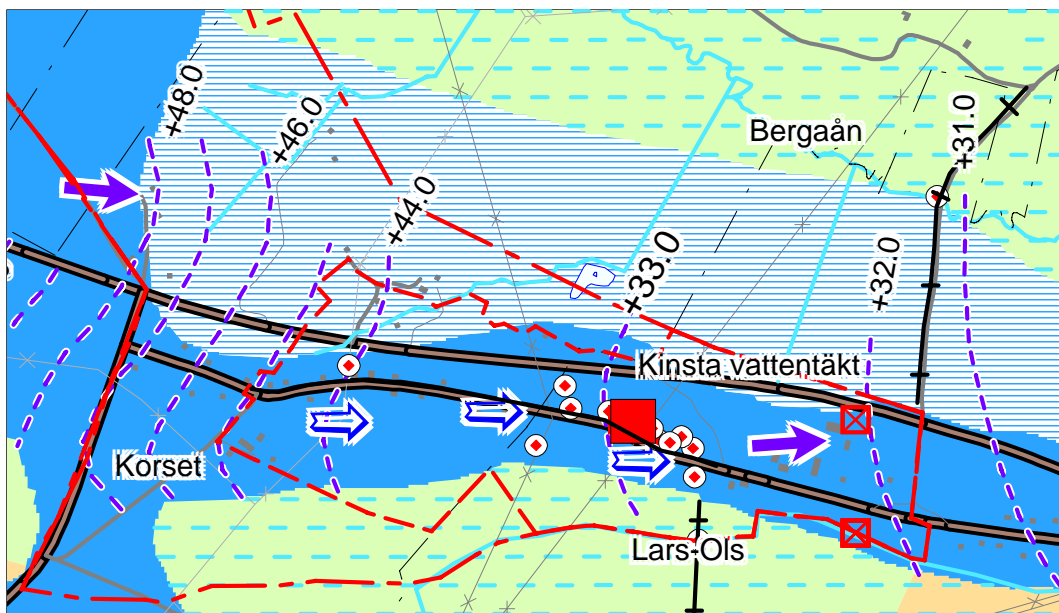 +48.0
+46.0
+44.0
+33.0
+32.0
+31.0
Bergaån
Kinsta vattentäkt
Korset
Lars-Ols